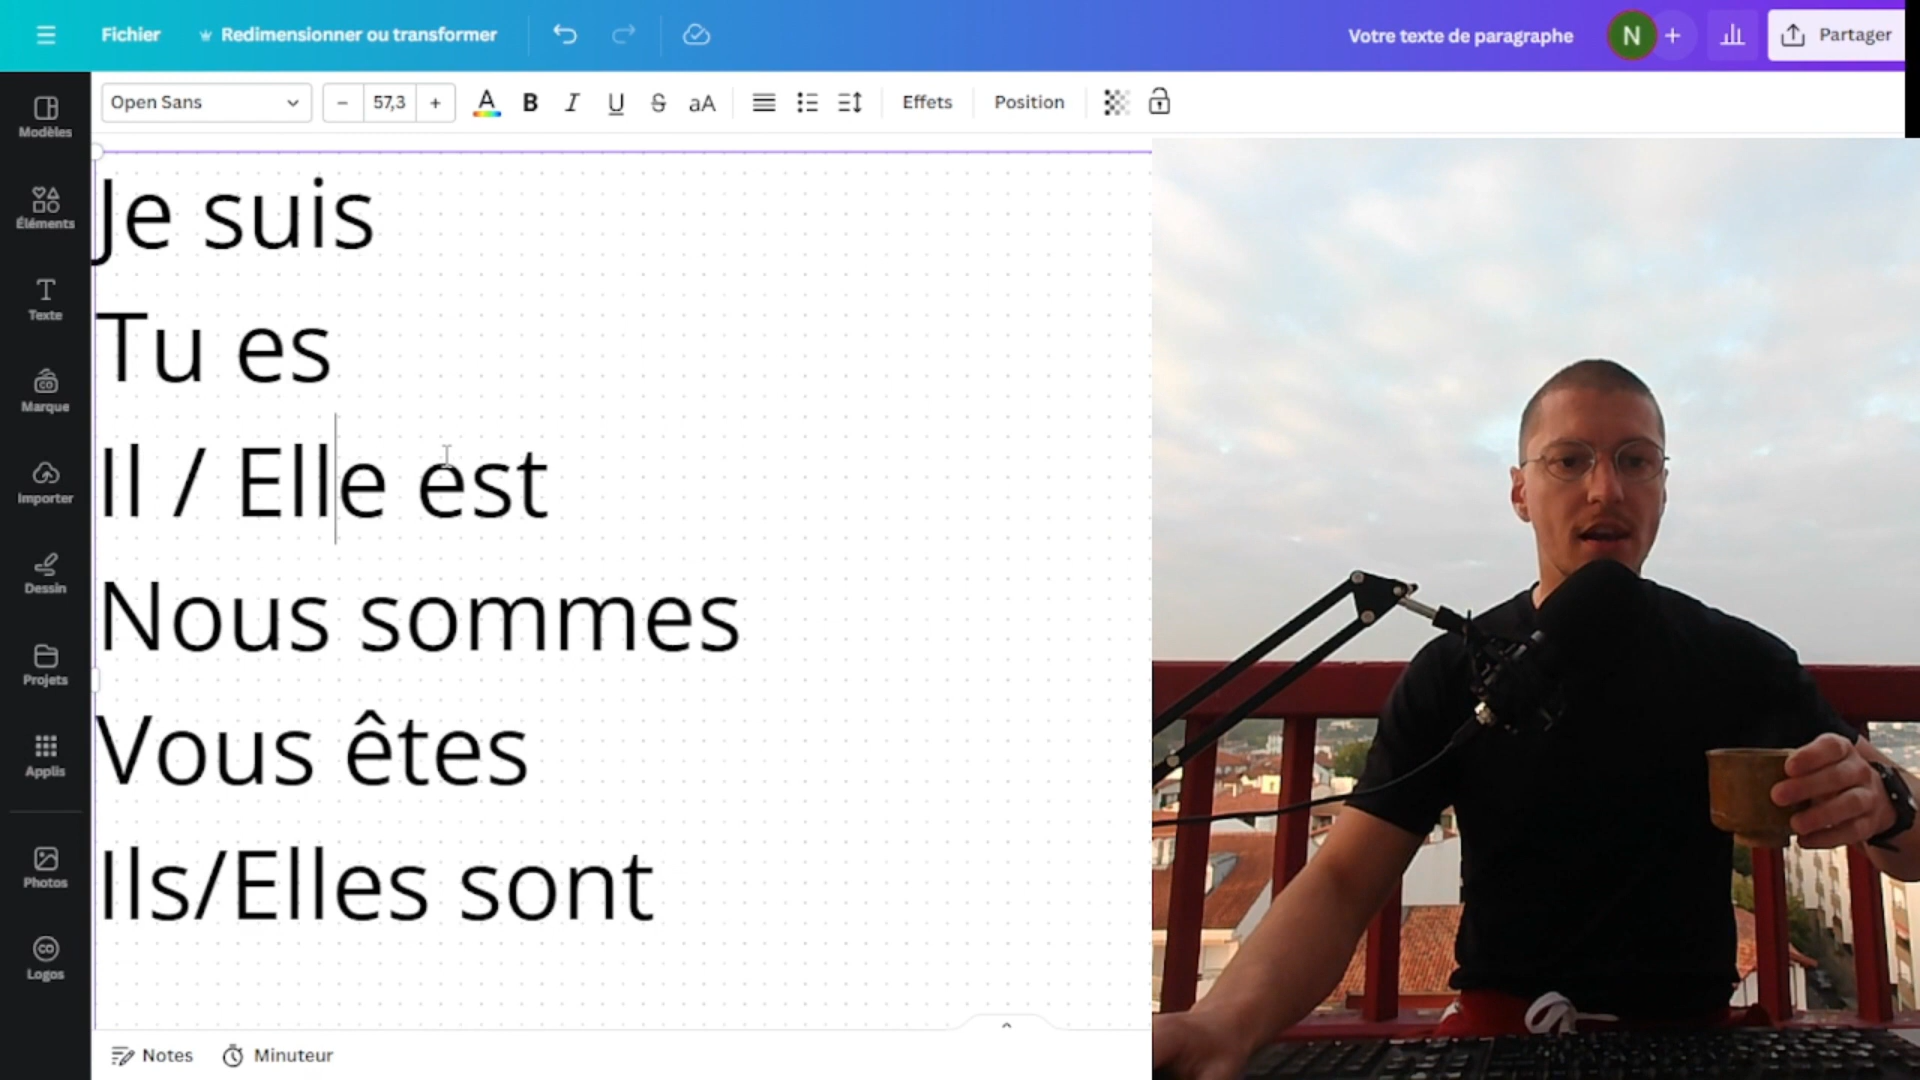 Fichier
Redimensionner ou transformer
Votre texte de paragraphe
N
Partager
Open Sans
57,3
A
B
I
U
S
aA
Effets
Position
Modèles
Éléments
Texte
Marque
Importer
Dessin
Projets
Applis
Photos
Logos
Je suis
Tu es
Il / Elle est
Nous sommes
Vous êtes
Ils/Elles sont
Notes
Minuteur